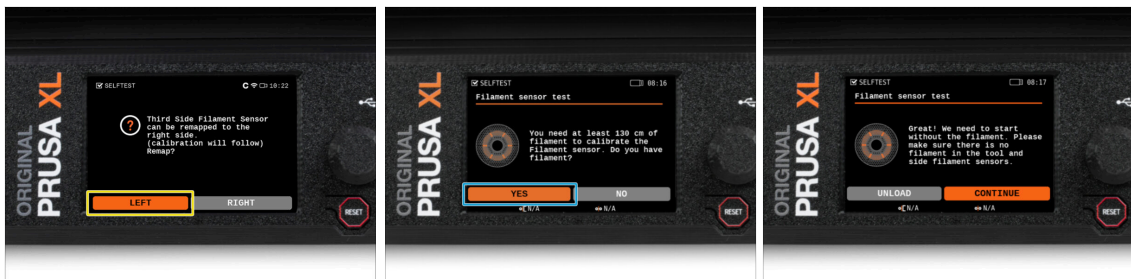 ORIGINAL
PRUSA XL
SELFTEST
10:22
Third Side Filament Sensor
can be remapped to the
right side.
(calibration will follow)
Remap?
LEFT
RIGHT
RESET
ORIGINAL
PRUSA XL
SELFTEST
08:16
Filament sensor test
You need at least 130 cm of
filament to calibrate the
Filament sensor. Do you have
filament?
YES
NO
N/A
N/A
RESET
ORIGINAL
PRUSA XL
SELFTEST
08:17
Filament sensor test
Great! We need to start
without the filament. Please
make sure there is no
filament in the tool and
side filament sensors.
UNLOAD
CONTINUE
N/A
N/A
RESET